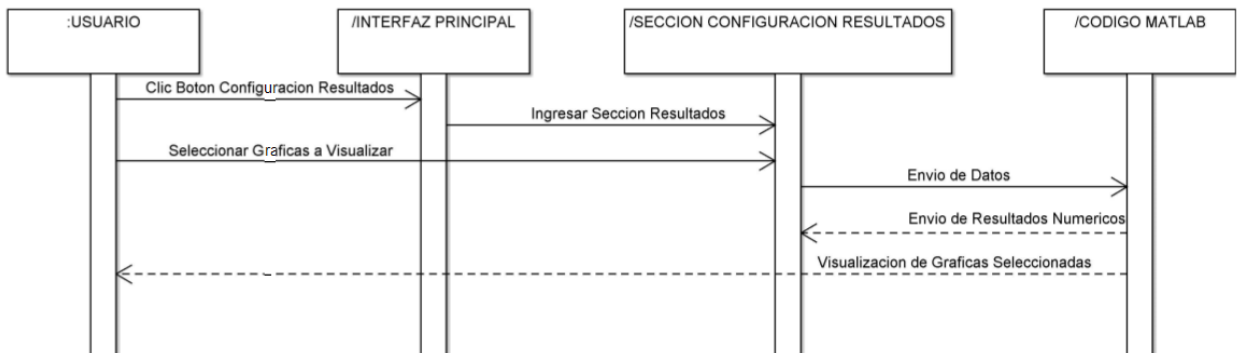 :USUARIO
/INTERFAZ PRINCIPAL
/SECCION CONFIGURACION RESULTADOS
/CODIGO MATLAB
Clic Boton Configuracion Resultados
Ingresar Seccion Resultados
Seleccionar Graficas a Visualizar
Envio de Datos
Envio de Resultados Numericos
Visualizacion de Graficas Seleccionadas